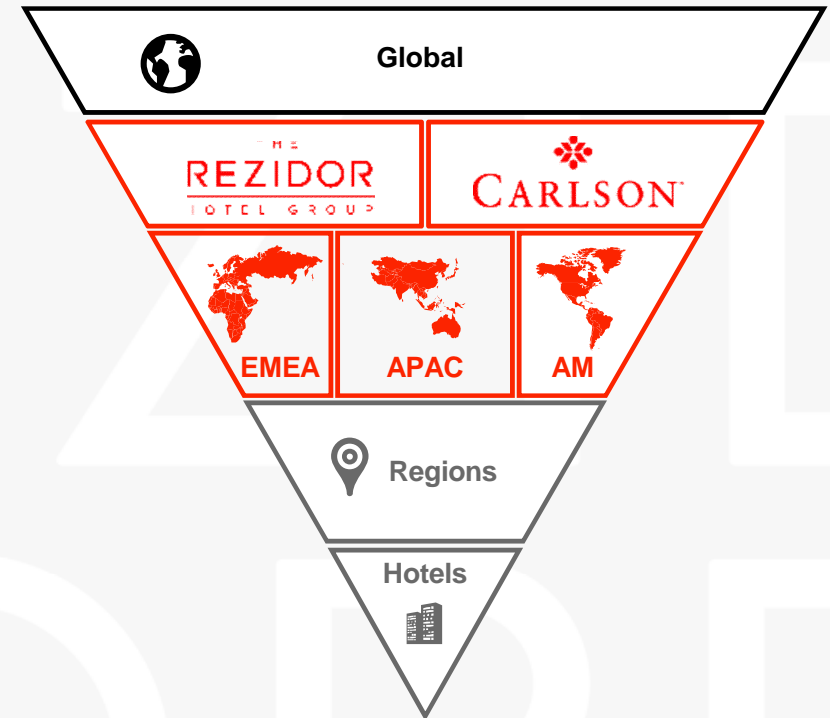 Global
THE
REZIDOR
HOTEL GROUP
CARLSON
EMEA
APAC
AM
Regions
Hotels